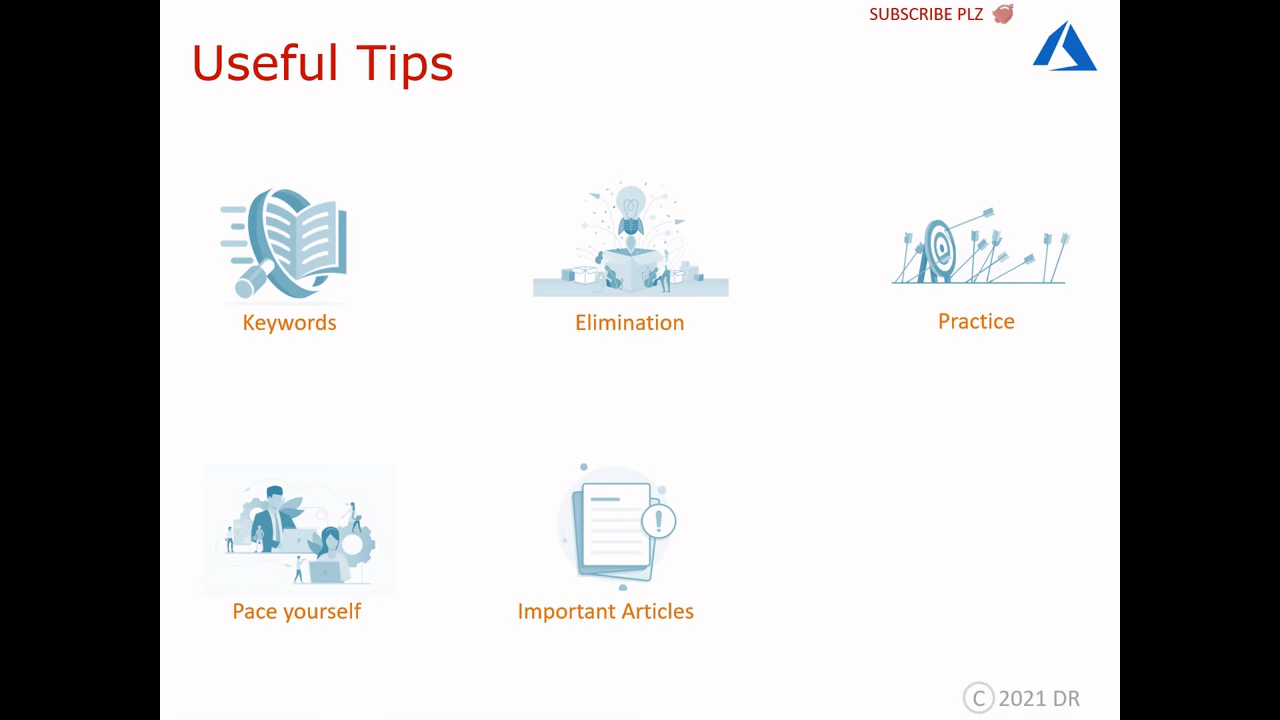 SUBSCRIBE PLZ
Useful Tips
Keywords
Elimination
Practice
Pace yourself
Important Articles
© 2021 DR